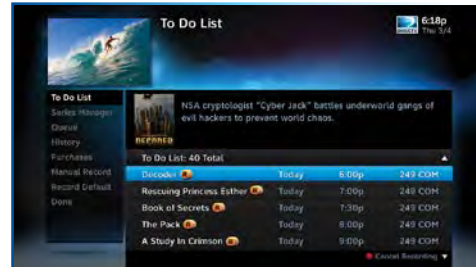 To Do List
6:18p
Thu 3/4
DIRECTV
To Do List
Series Manager
Queue
History
Purchases
Manual Record
Record Default
Done
NSA cryptologist "Cyber Jack" battles underworld gangs of
evil hackers to prevent world chaos.
DECODER
To Do List: 40 Total
Decoder R Today 6:00p 249 COM
Rescuing Princess Esther R Today 7:00p 249 COM
Book of Secrets R Today 7:30p 249 COM
The Pack R Today 8:00p 249 COM
A Study In Crimson R Today 9:00p 249 COM
Cancel Recording